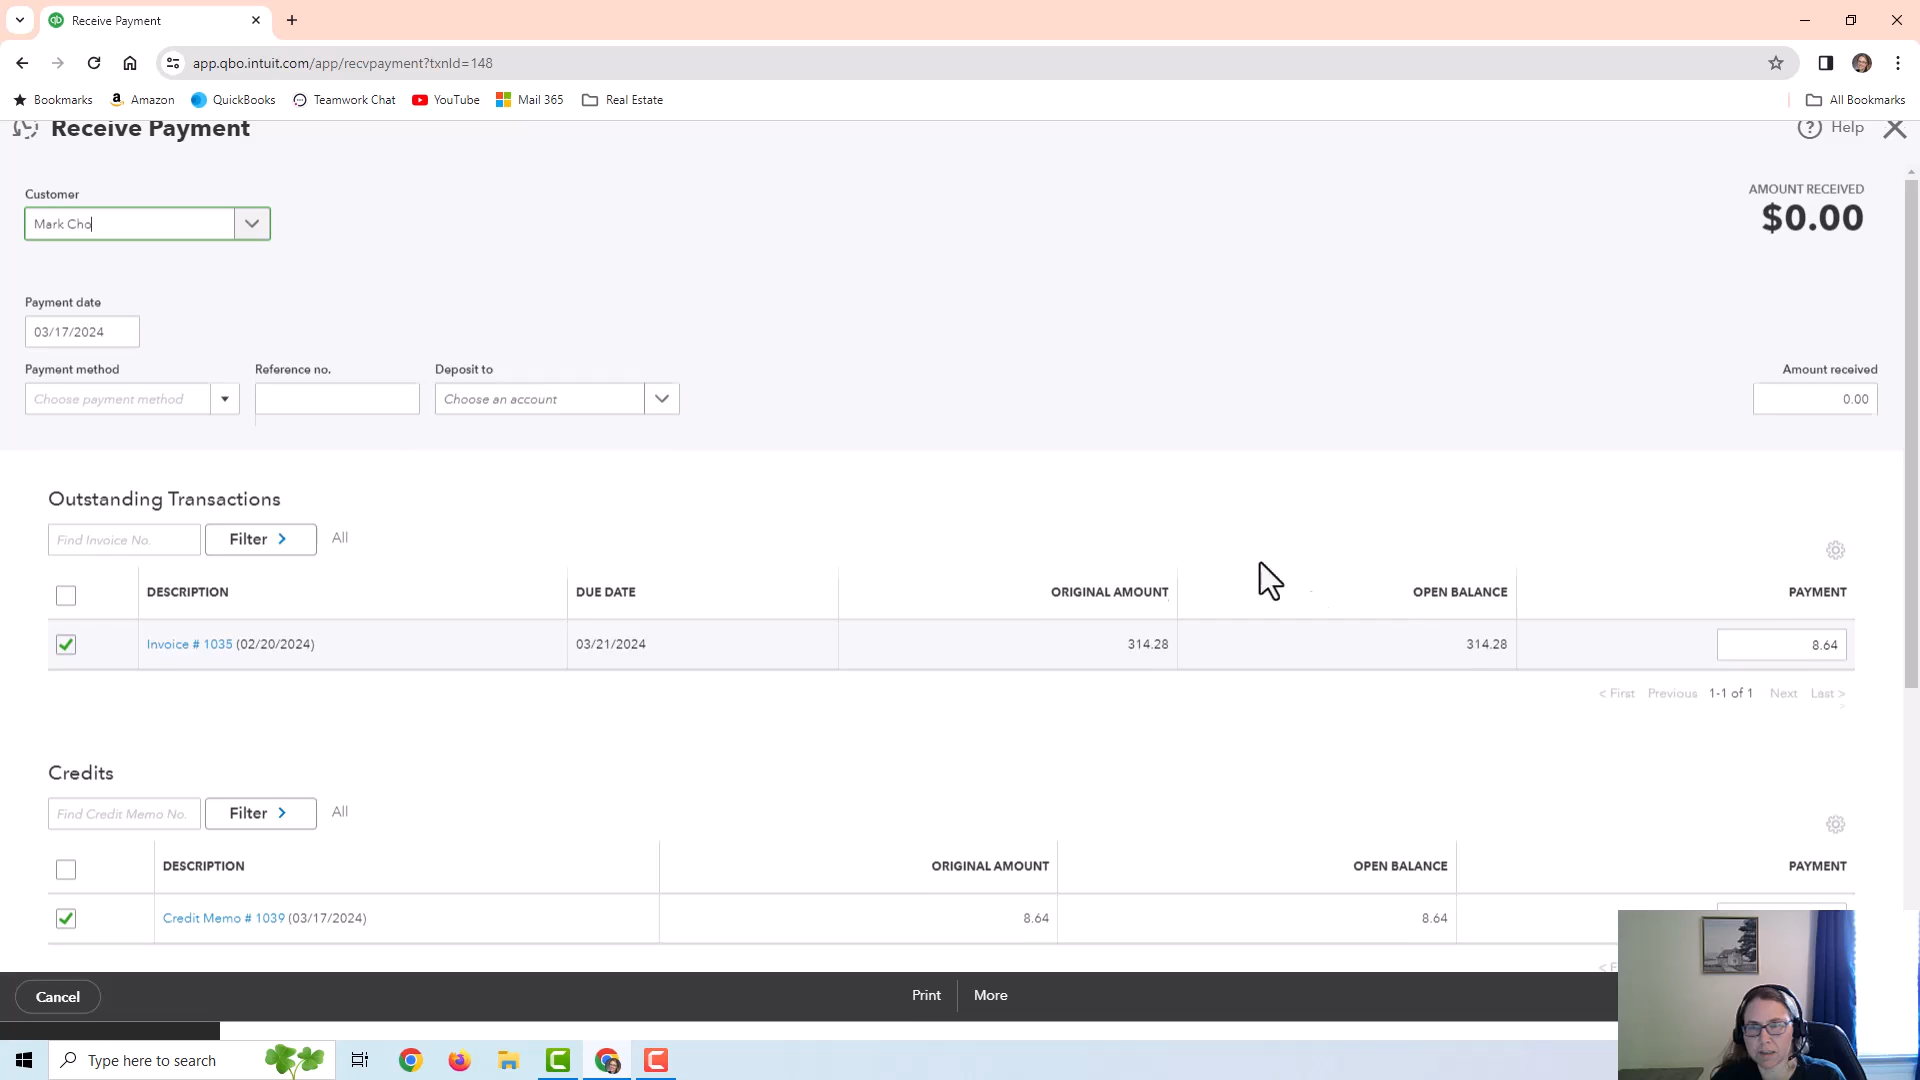 Receive Payment
app.qbo.intuit.com/app/recvpayment?txnId=148
Bookmarks Amazon QuickBooks Teamwork Chat YouTube Mail 365 Real Estate All Bookmarks
Receive Payment Help
Customer
Mark Cho
AMOUNT RECEIVED
$0.00
Payment date
03/17/2024
Payment method Reference no. Deposit to Amount received
Choose payment method Choose an account 0.00
Outstanding Transactions
Find Invoice No. Filter All
DESCRIPTION DUE DATE ORIGINAL AMOUNT OPEN BALANCE PAYMENT
Invoice # 1035 (02/20/2024) 03/21/2024 314.28 314.28 8.64
< First Previous 1-1 of 1 Next Last >
Credits
Find Credit Memo No. Filter All
DESCRIPTION ORIGINAL AMOUNT OPEN BALANCE PAYMENT
Credit Memo # 1039 (03/17/2024) 8.64 8.64
Cancel Print More
Type here to search